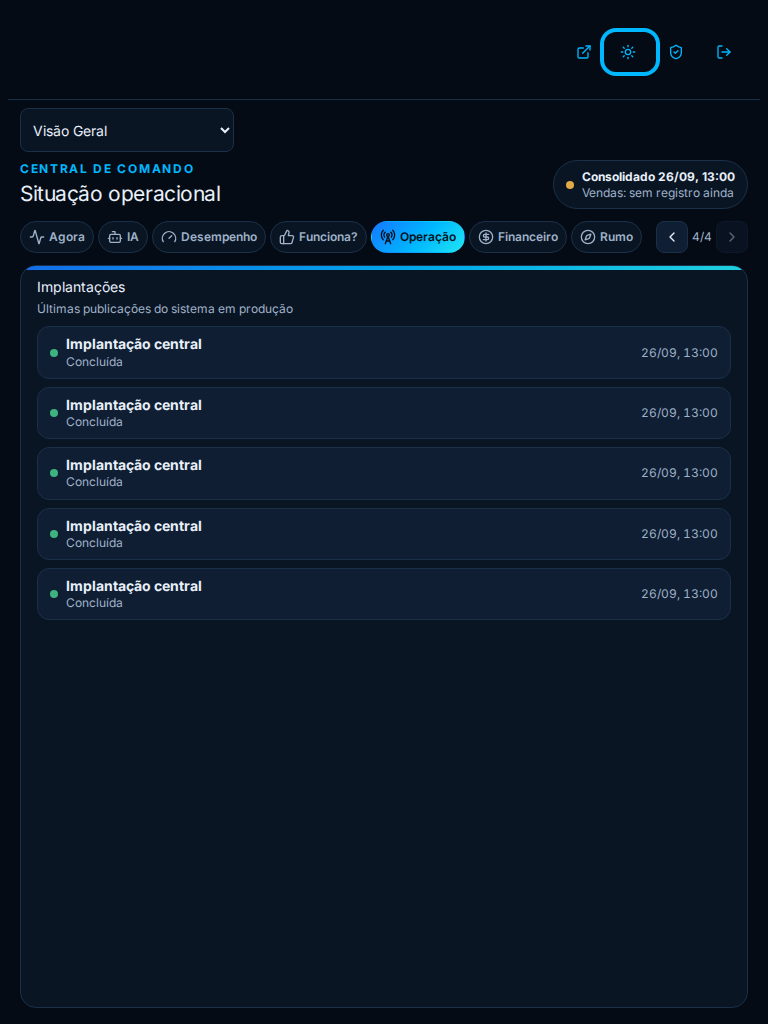 Visão Geral
CENTRAL DE COMANDO
Situação operacional
Consolidado 26/09, 13:00
Vendas: sem registro ainda
Agora
IA
Desempenho
Funciona?
Operação
Financeiro
Rumo
4/4
Implantações
Últimas publicações do sistema em produção
Implantação central
Concluída
26/09, 13:00
Implantação central
Concluída
26/09, 13:00
Implantação central
Concluída
26/09, 13:00
Implantação central
Concluída
26/09, 13:00
Implantação central
Concluída
26/09, 13:00